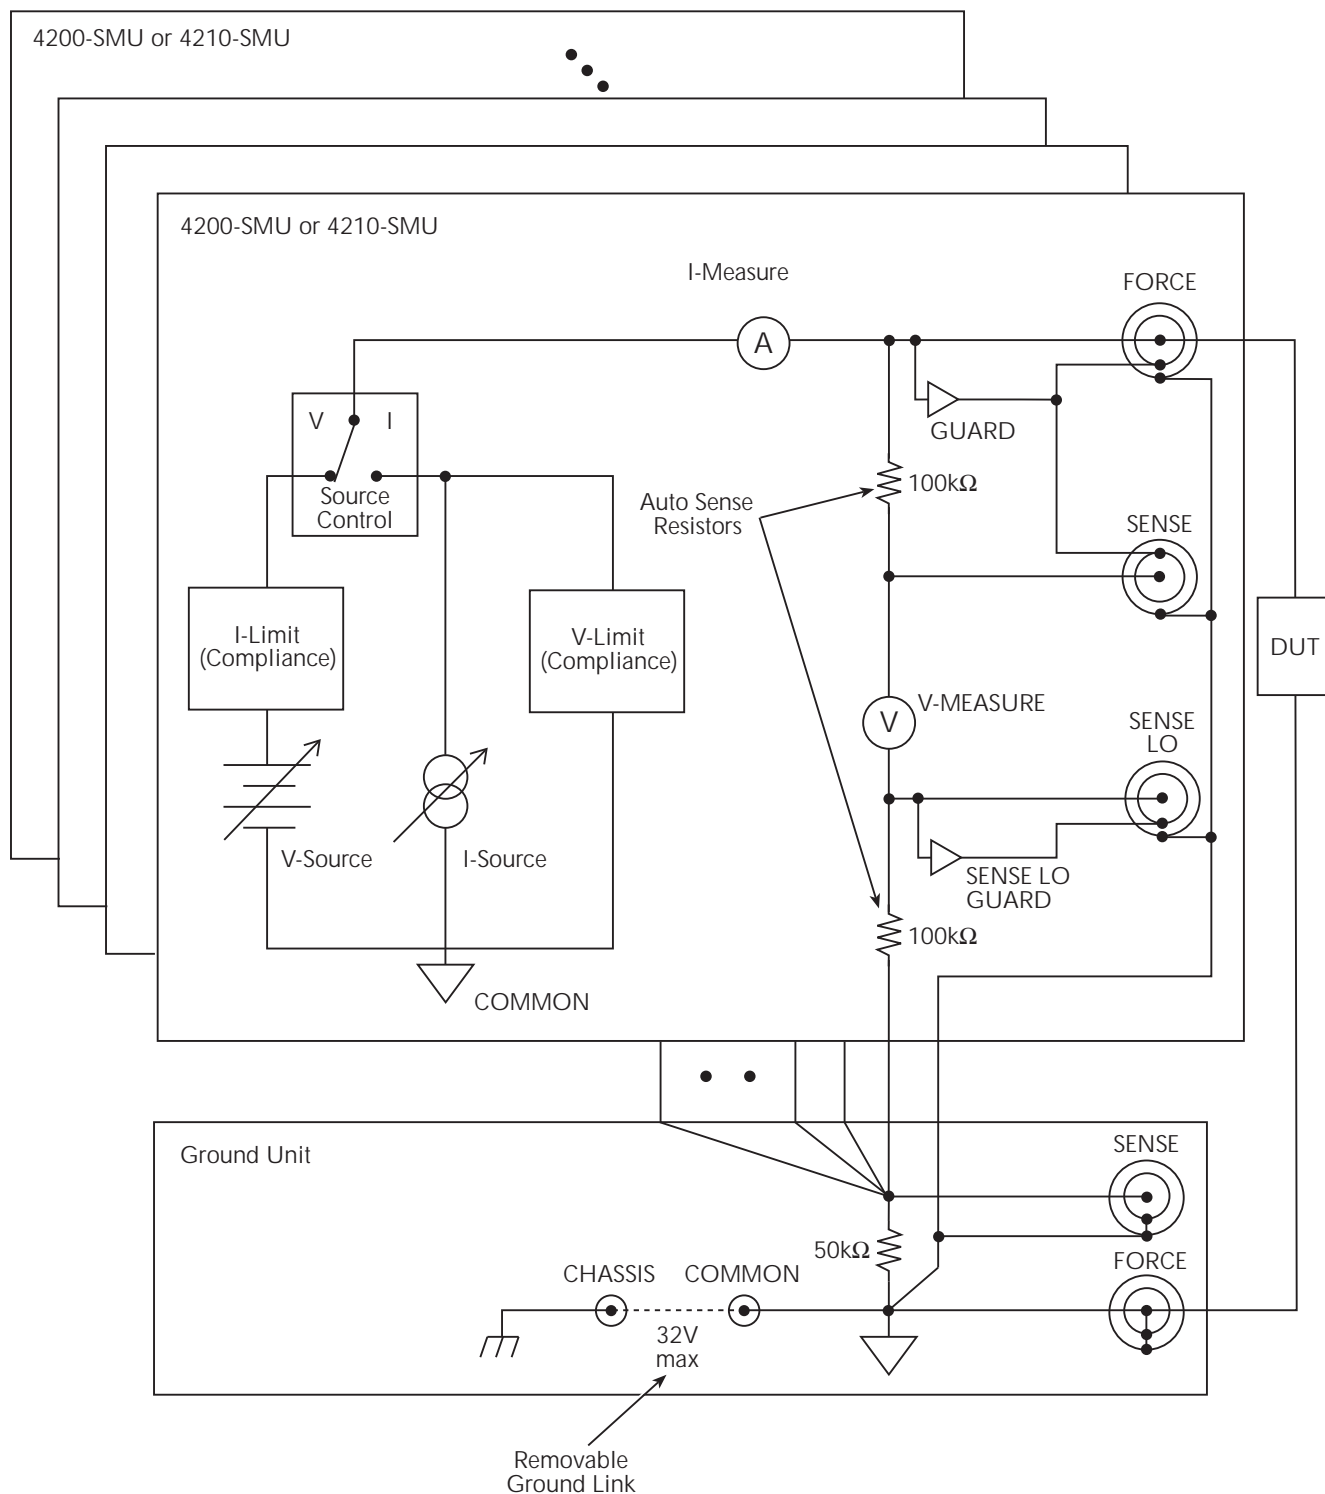 4200-SMU or 4210-SMU
4200-SMU or 4210-SMU
I-Measure
FORCE
A
V I
GUARD
Source
Control
100kΩ
Auto Sense
Resistors
SENSE
I-Limit
(Compliance)
V-Limit
(Compliance)
DUT
V
V-MEASURE
SENSE
LO
V-Source
I-Source
SENSE LO
GUARD
100kΩ
COMMON
Ground Unit
SENSE
50kΩ
FORCE
CHASSIS
COMMON
32V
max
Removable
Ground Link